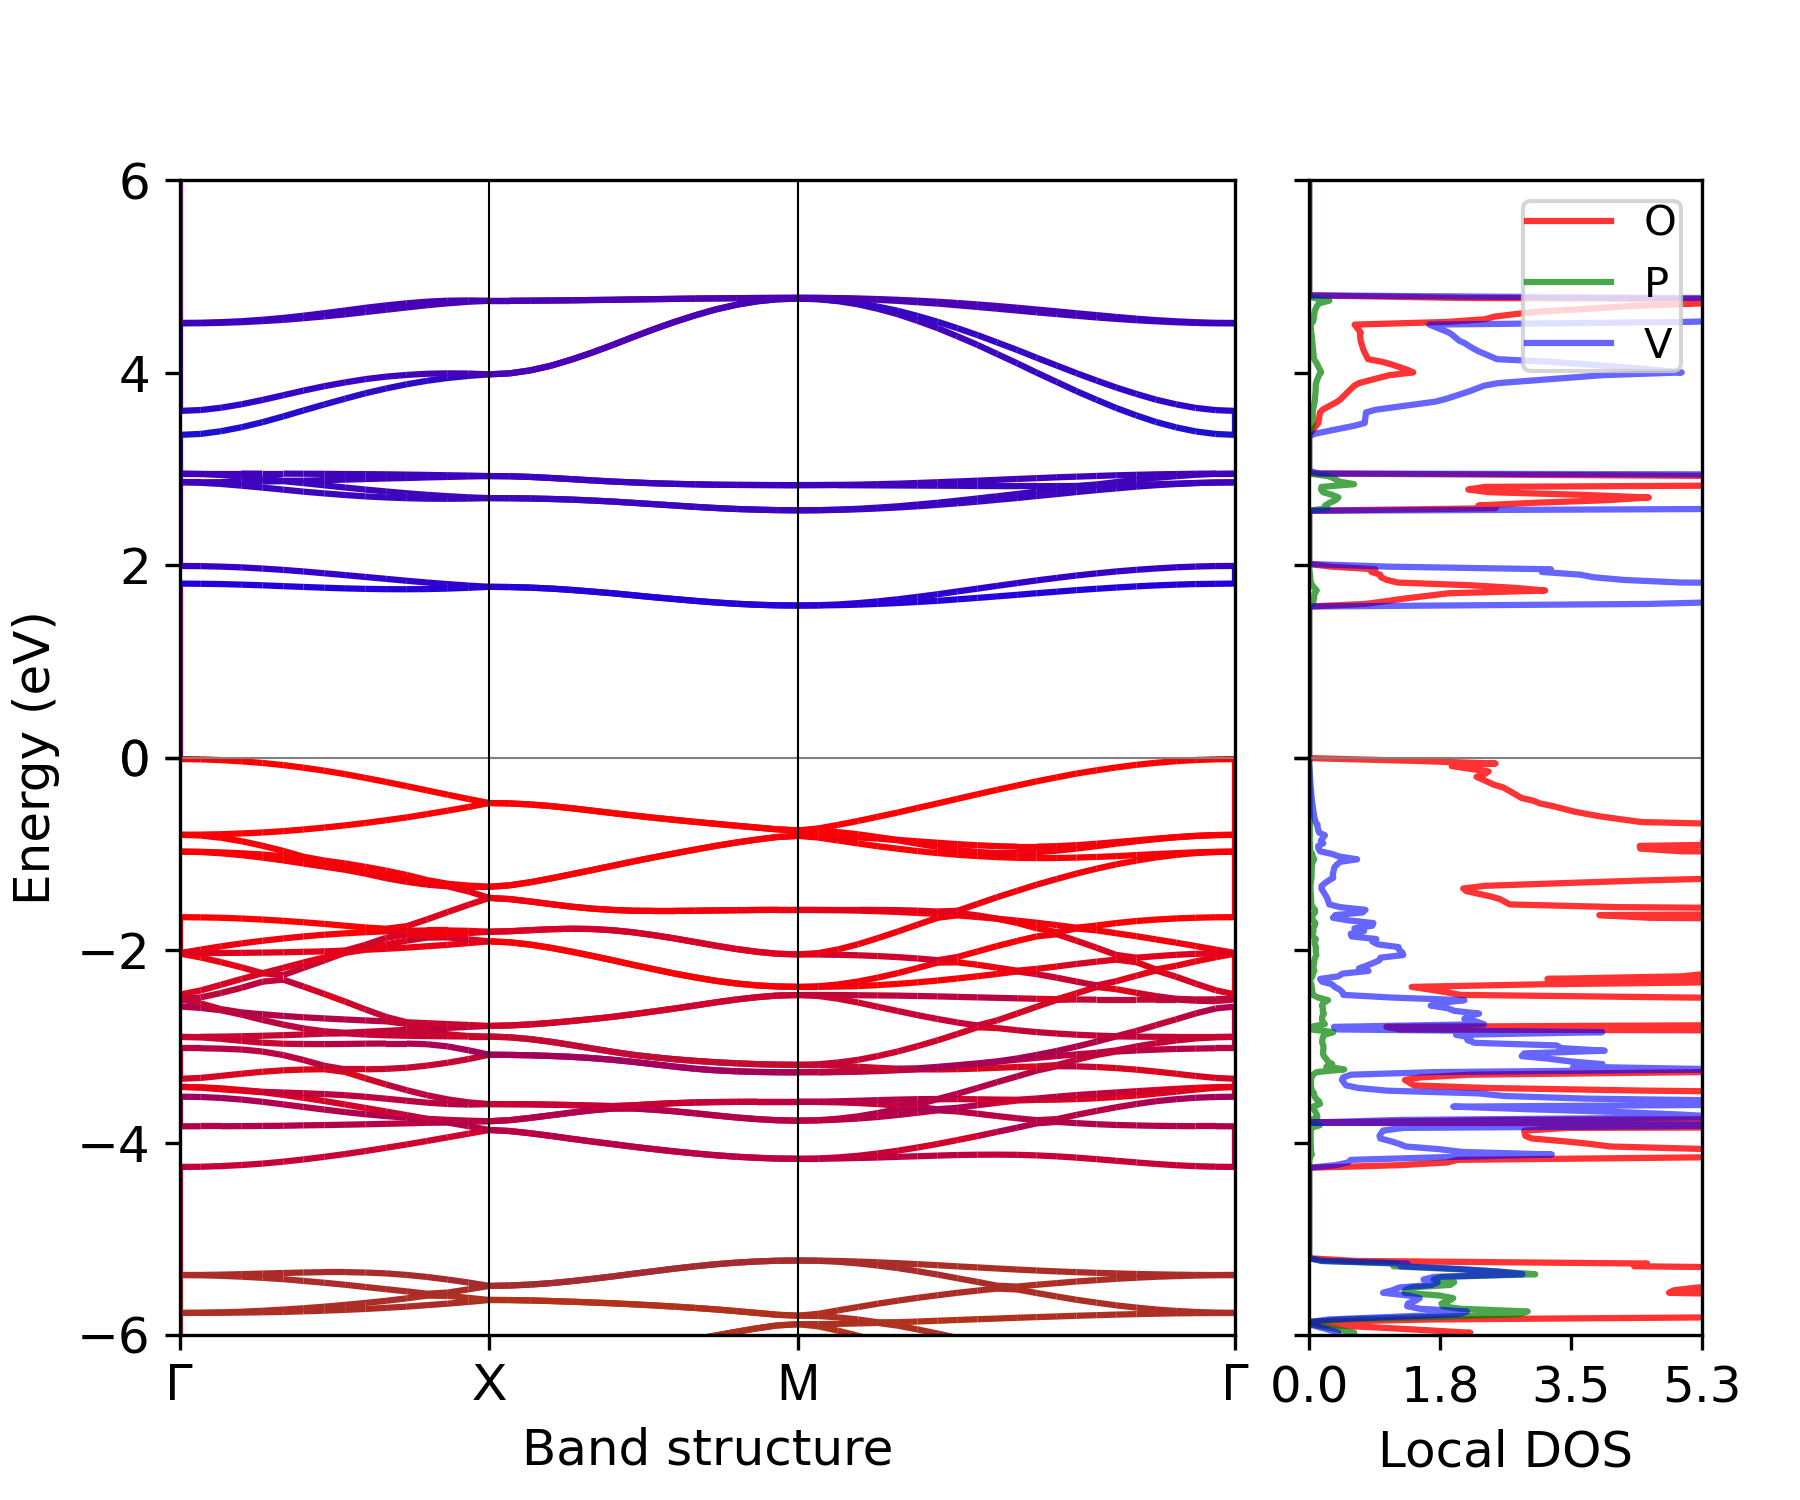 6
4
2
0
−2
−4
−6
Energy (eV)
Γ
X
M
Γ
Band structure
O
P
V
0.0
1.8
3.5
5.3
Local DOS